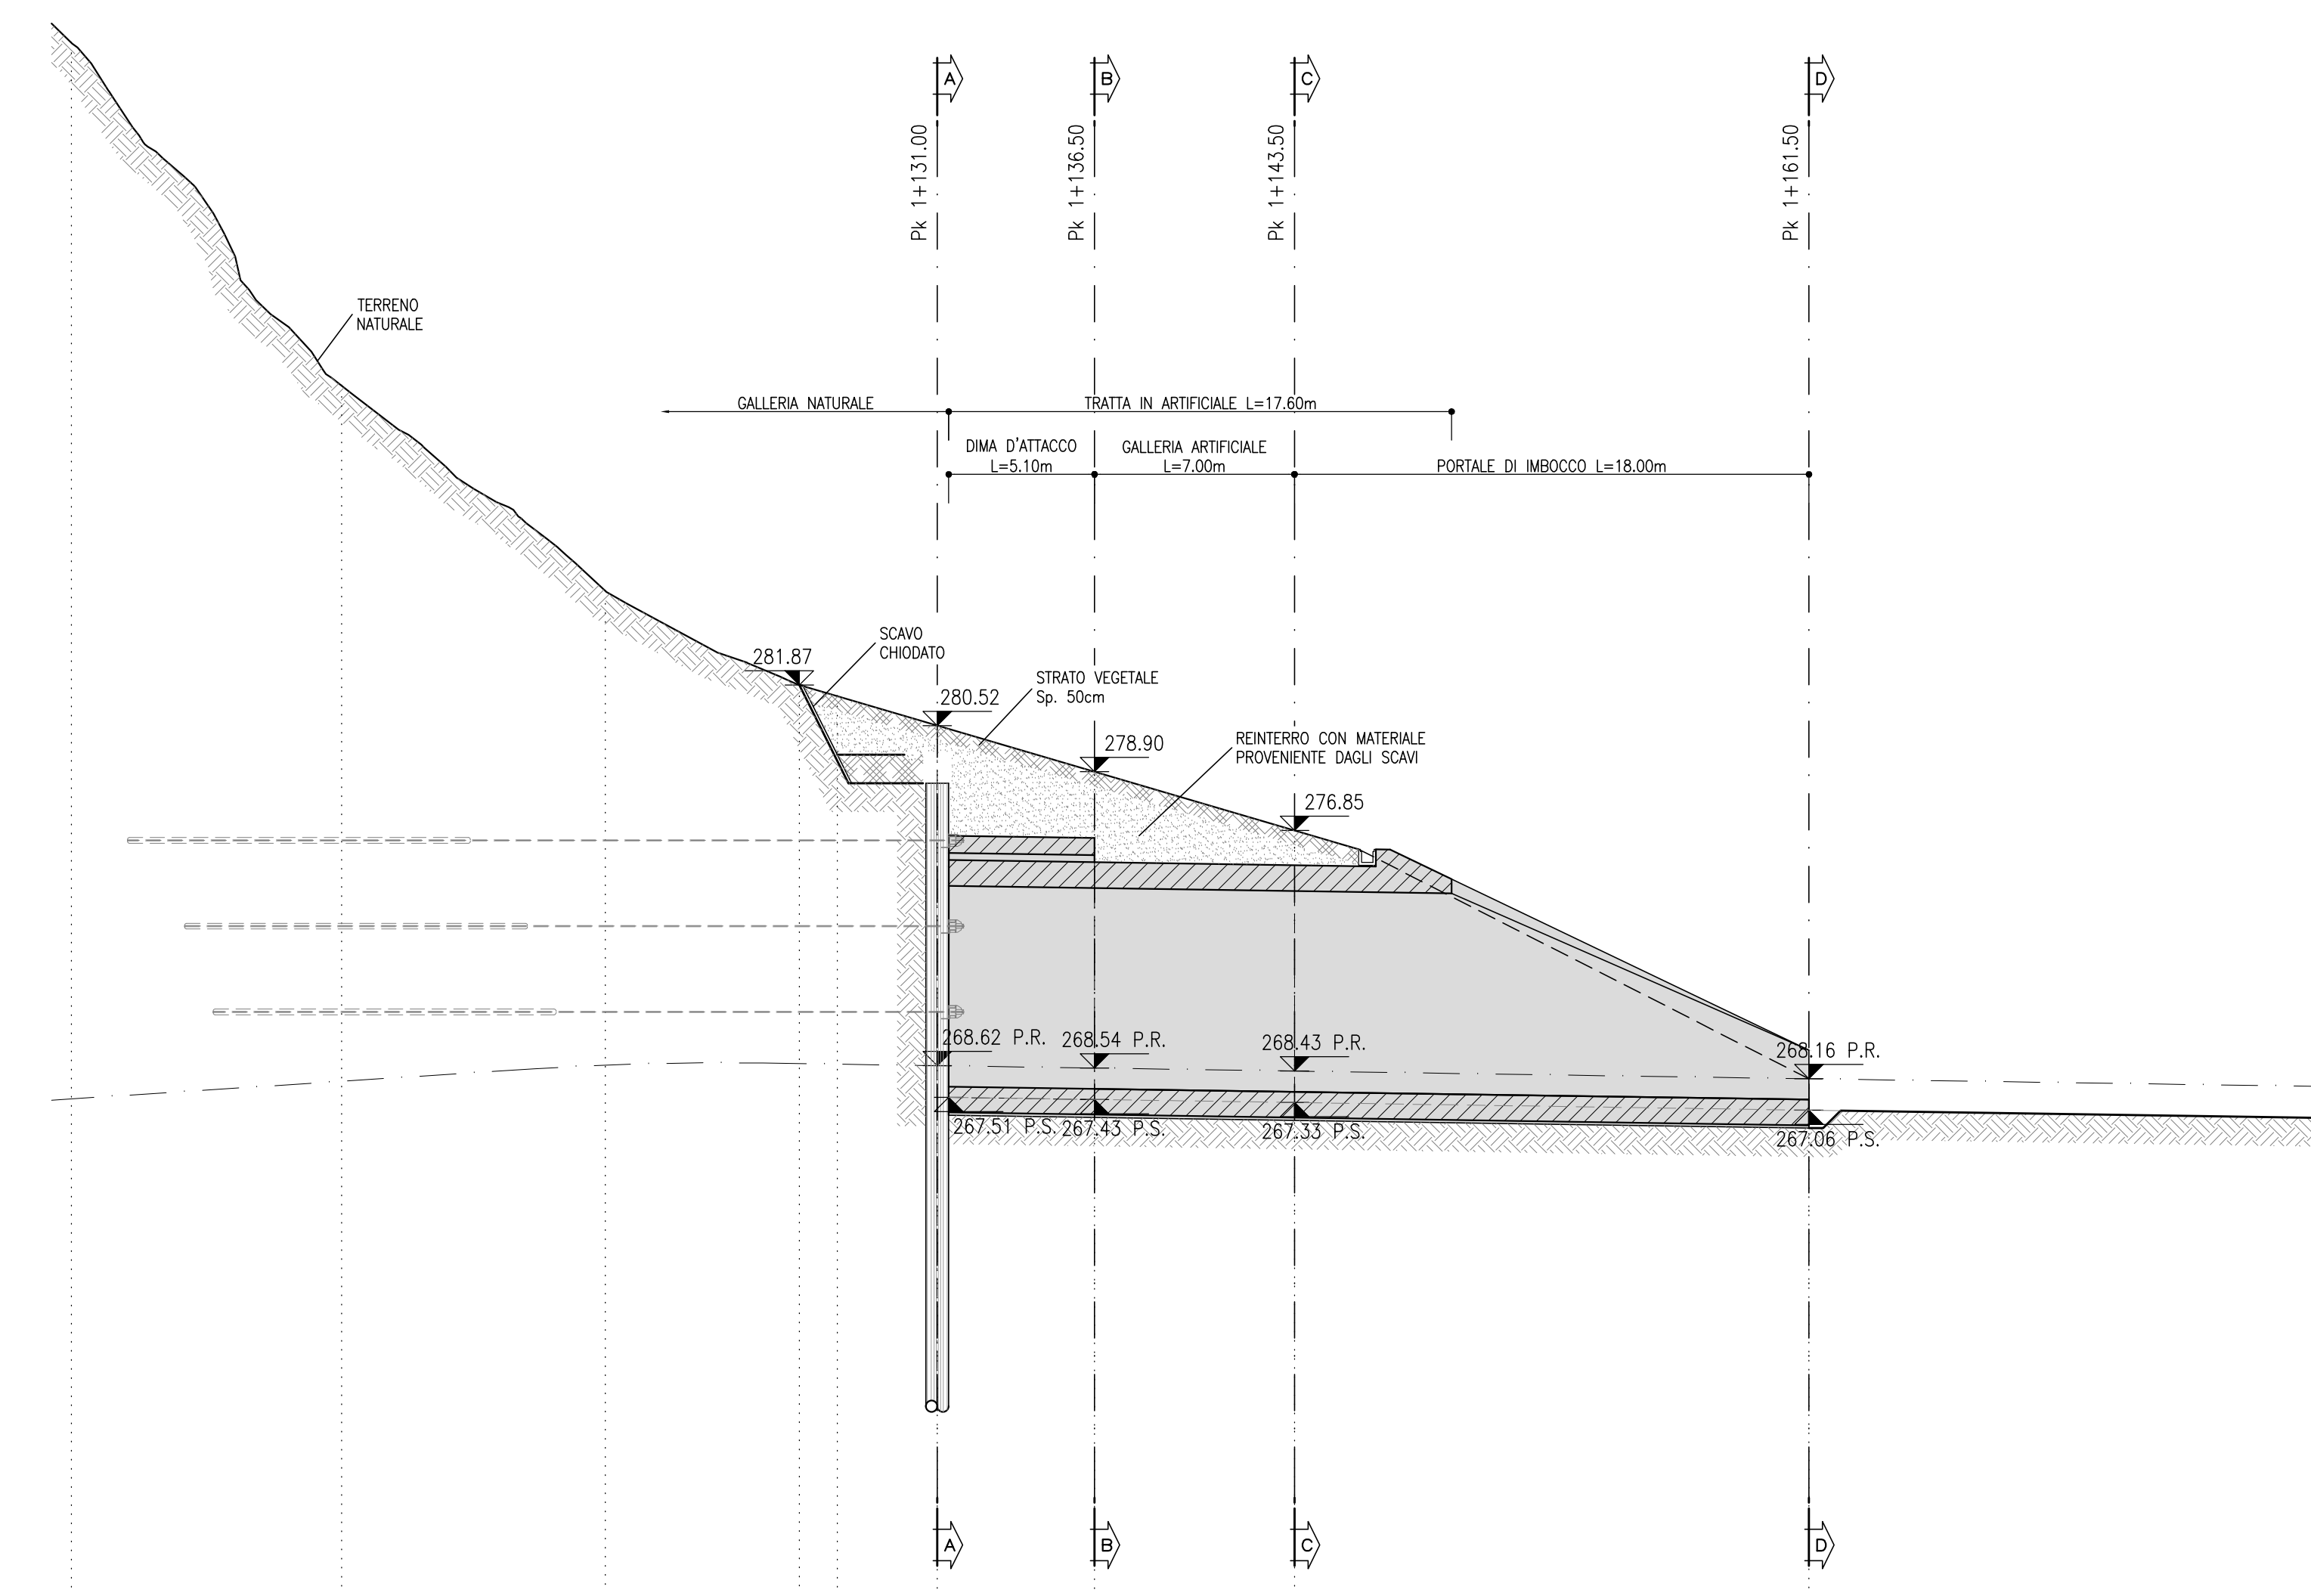 A
B
C
D
Pk 1+131.00
Pk 1+136.50
Pk 1+143.50
Pk 1+161.50
TERRENO
NATURALE
GALLERIA NATURALE
TRATTA IN ARTIFICIALE L=17.60m
DIMA D'ATTACCO
L=5.10m
GALLERIA ARTIFICIALE
L=7.00m
PORTALE DI IMBOCCO L=18.00m
SCAVO
CHIODATO
281.87
STRATO VEGETALE
Sp. 50cm
280.52
REINTERRO CON MATERIALE
PROVENIENTE DAGLI SCAVI
278.90
276.85
268.62 P.R.
268.54 P.R.
268.43 P.R.
268.16 P.R.
267.51 P.S.
267.43 P.S.
267.33 P.S.
267.06 P.S.
A
B
C
D